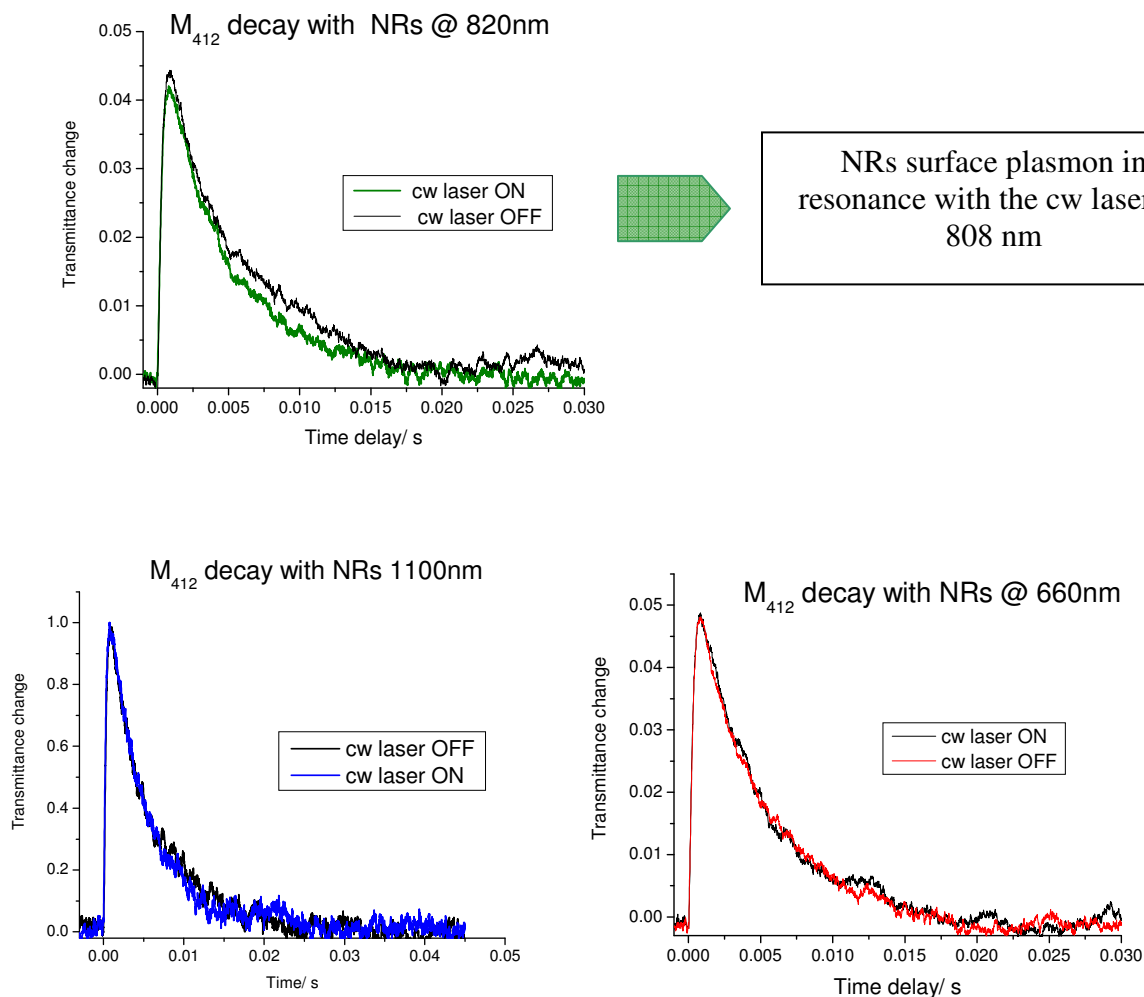 M412 decay with NRs @ 820nm
0.05
0.04
0.03
0.02
0.01
0.00
Transmittance change
cw laser ON
cw laser OFF
0.000 0.005 0.010 0.015 0.020 0.025 0.030
Time delay/ s
NRs surface plasmon in
resonance with the cw laser
808 nm
M412 decay with NRs 1100nm
1.0
0.8
0.6
0.4
0.2
0.0
Transmittance change
cw laser OFF
cw laser ON
0.00 0.01 0.02 0.03 0.04 0.05
Time/ s
M412 decay with NRs @ 660nm
0.05
0.04
0.03
0.02
0.01
0.00
Transmittance change
cw laser ON
cw laser OFF
0.000 0.005 0.010 0.015 0.020 0.025 0.030
Time delay/ s